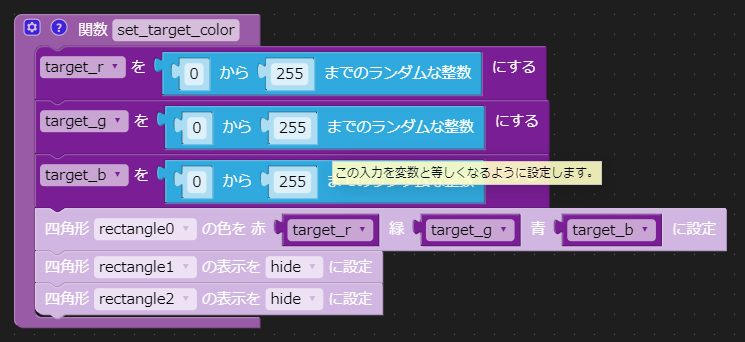 関数 set_target_color
target_r を 0 から 255 までのランダムな整数 にする
target_g を 0 から 255 までのランダムな整数 にする
target_b を 0 から 255
この入力を変数と等しくなるように設定します。
四角形 rectangle0 の色を 赤 target_r 緑 target_g 青 target_b に設定
四角形 rectangle1 の表示を hide に設定
四角形 rectangle2 の表示を hide に設定